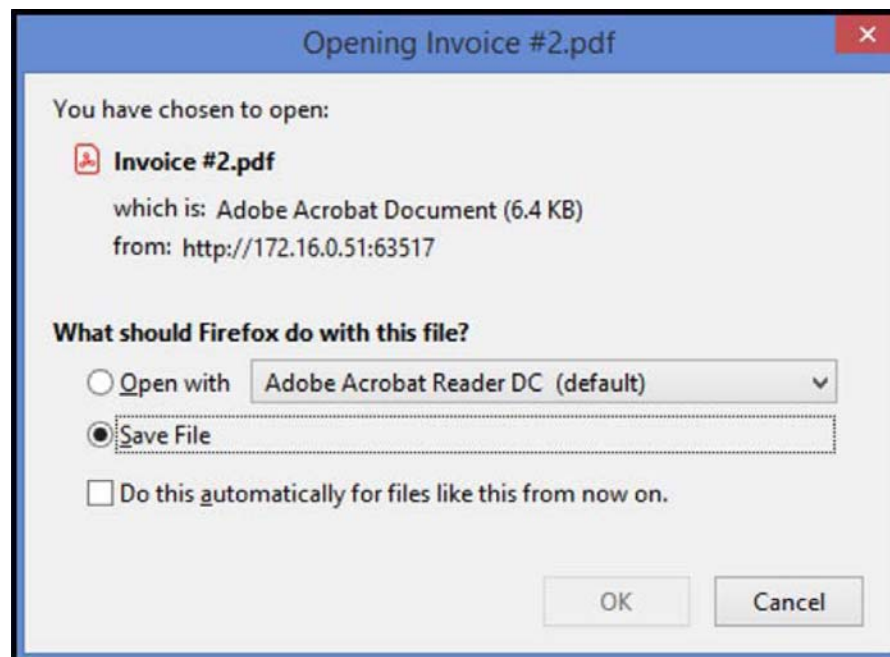 Opening Invoice #2.pdf
You have chosen to open:
Invoice #2.pdf
which is: Adobe Acrobat Document (6.4 KB)
from: http://172.16.0.51:63517
What should Firefox do with this file?
Open with Adobe Acrobat Reader DC (default)
Save File
Do this automatically for files like this from now on.
OK Cancel